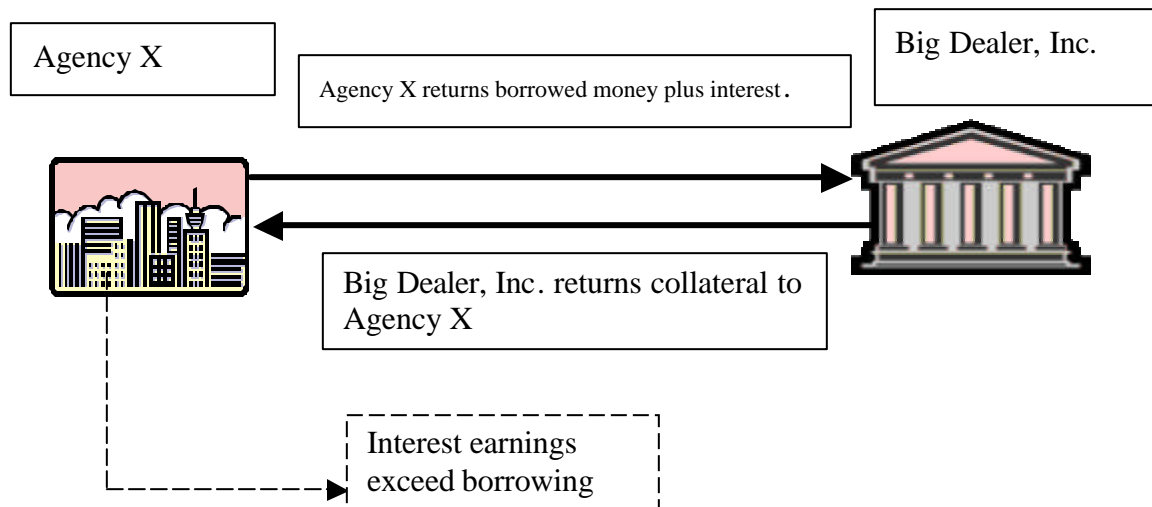 Agency X
Big Dealer, Inc.
Agency X returns borrowed money plus interest.
Big Dealer, Inc. returns collateral to
Agency X
Interest earnings
exceed borrowing